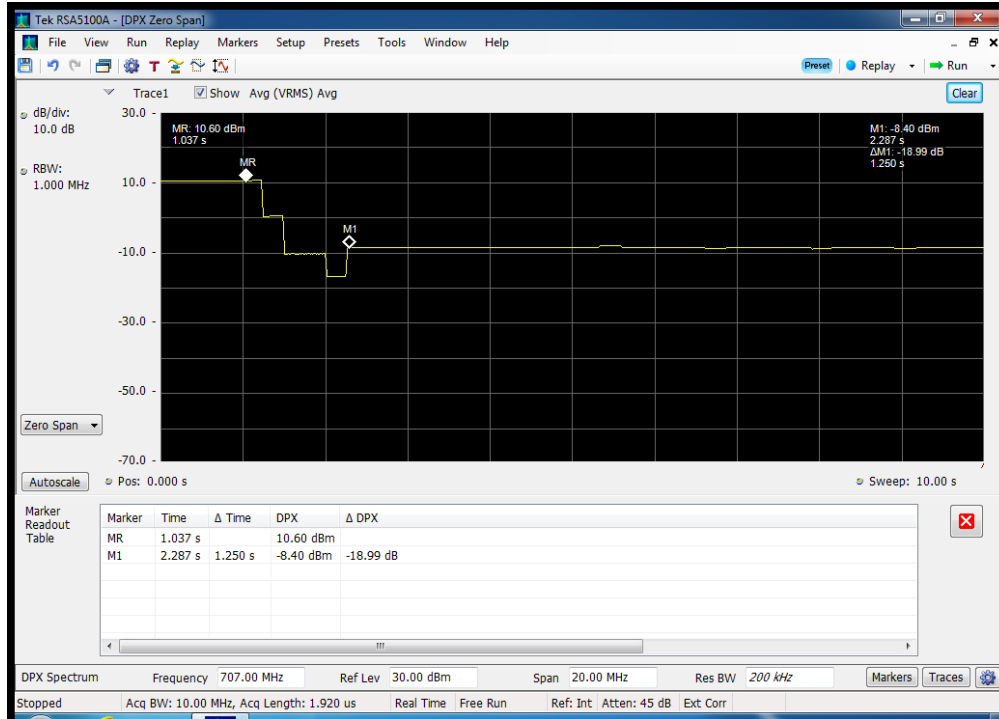 Tek RSA5100A - [DPX Zero Span]
File View Run Replay Markers Setup Presets Tools Window Help
T Preset Replay Run
Trace1 Show Avg (VRMS) Avg Clear
dB/div:
10.0 dB
RBW:
1.000 MHz
30.0
10.0
-10.0
-30.0
-50.0
-70.0
MR: 10.60 dBm
1.037 s
M1: -8.40 dBm
2.287 s
ΔM1: -18.99 dB
1.250 s
MR
M1
Zero Span
Autoscale Pos: 0.000 s Sweep: 10.00 s
Marker
Readout
Table
Marker Time Δ Time DPX Δ DPX
MR 1.037 s 10.60 dBm
M1 2.287 s 1.250 s -8.40 dBm -18.99 dB
DPX Spectrum Frequency 707.00 MHz Ref Lev 30.00 dBm Span 20.00 MHz Res BW 200 kHz Markers Traces
Stopped Acq BW: 10.00 MHz, Acq Length: 1.920 us Real Time Free Run Ref: Int Atten: 45 dB Ext Corr